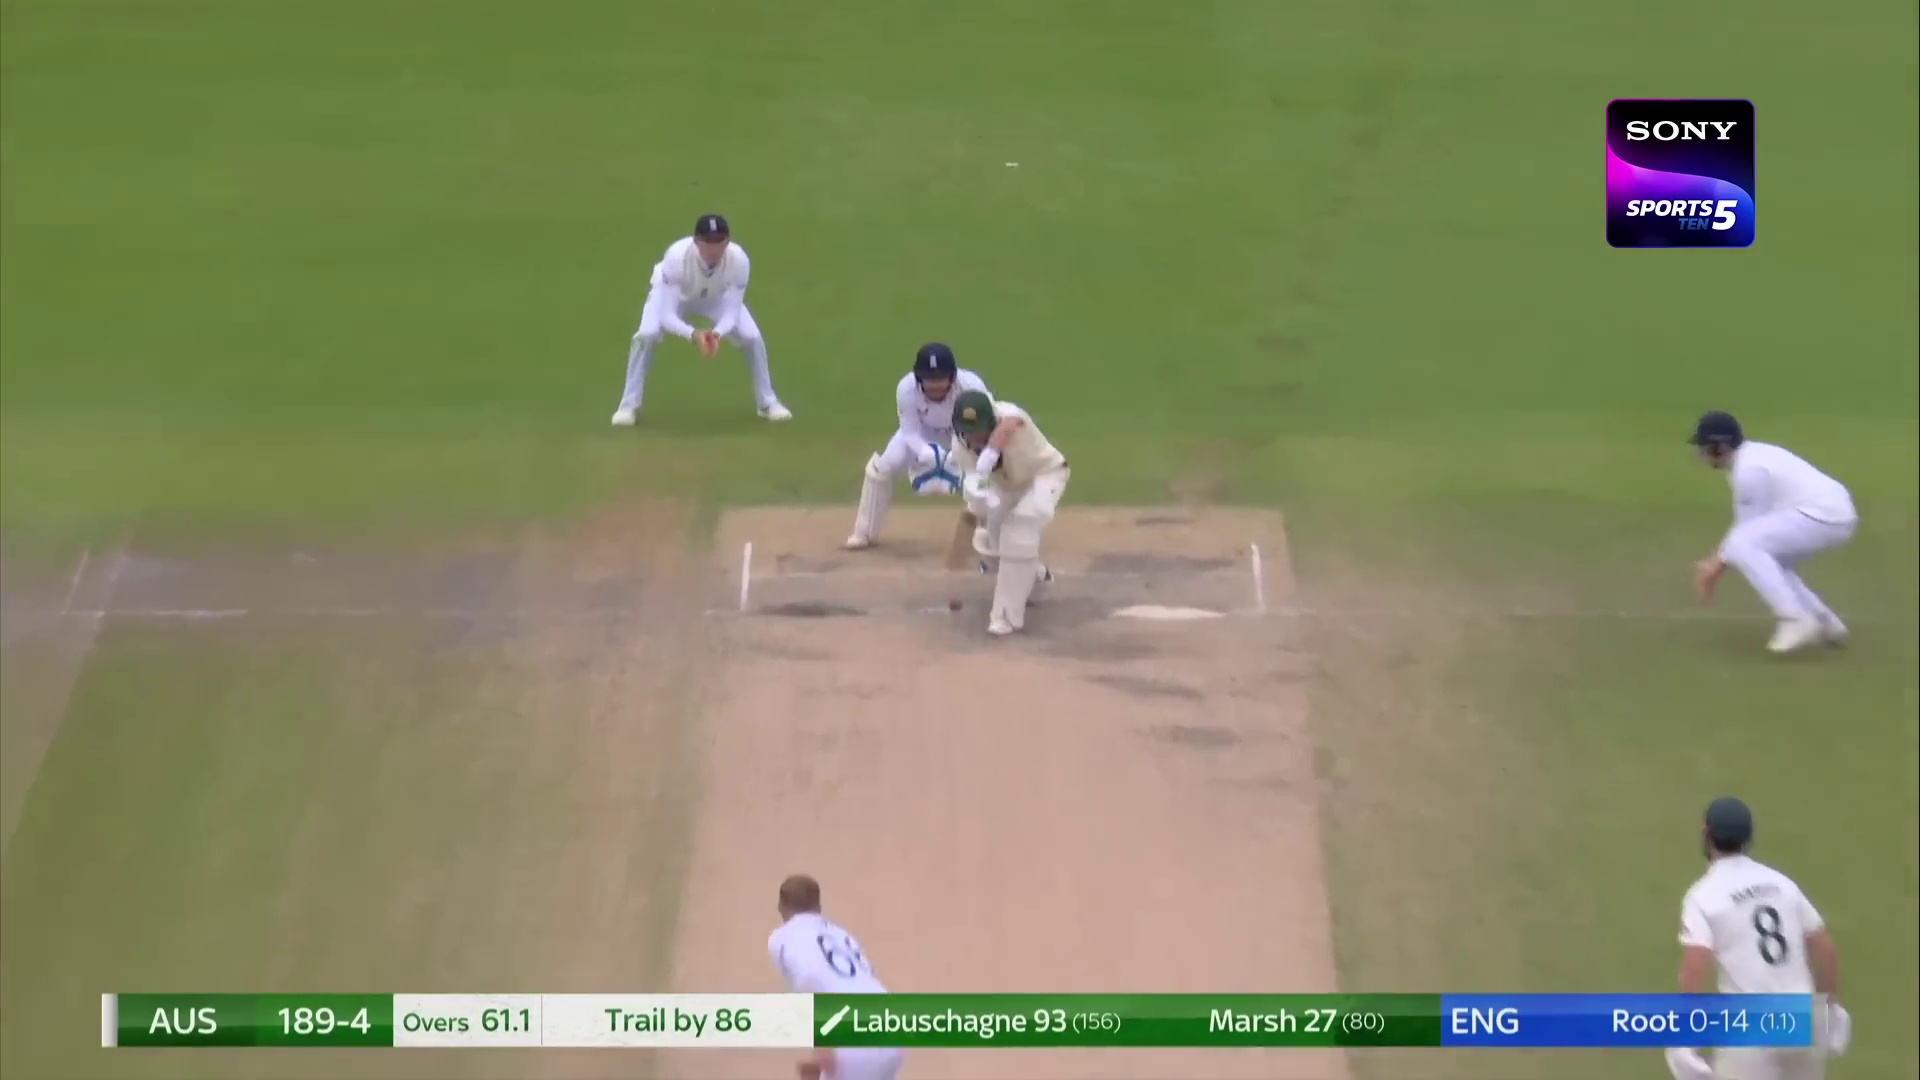 SONY
SPORTS
TEN 5
8
AUS 189-4 Overs 61.1 Trail by 86 Labuschagne 93 (156) Marsh 27 (80) ENG Root 0-14 (1.1)